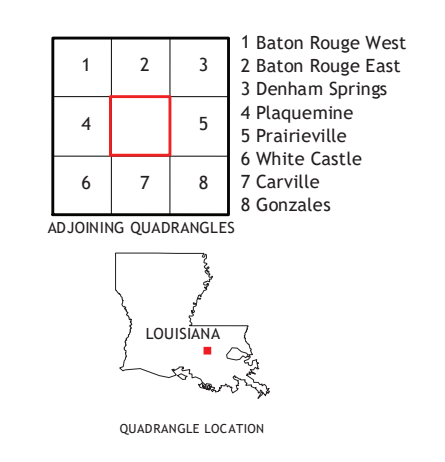 1 2 3
4 5
6 7 8
1 Baton Rouge West
2 Baton Rouge East
3 Denham Springs
4 Plaquemine
5 Prairieville
6 White Castle
7 Carville
8 Gonzales
ADJOINING QUADRANGLES
LOUISIANA
QUADRANGLE LOCATION